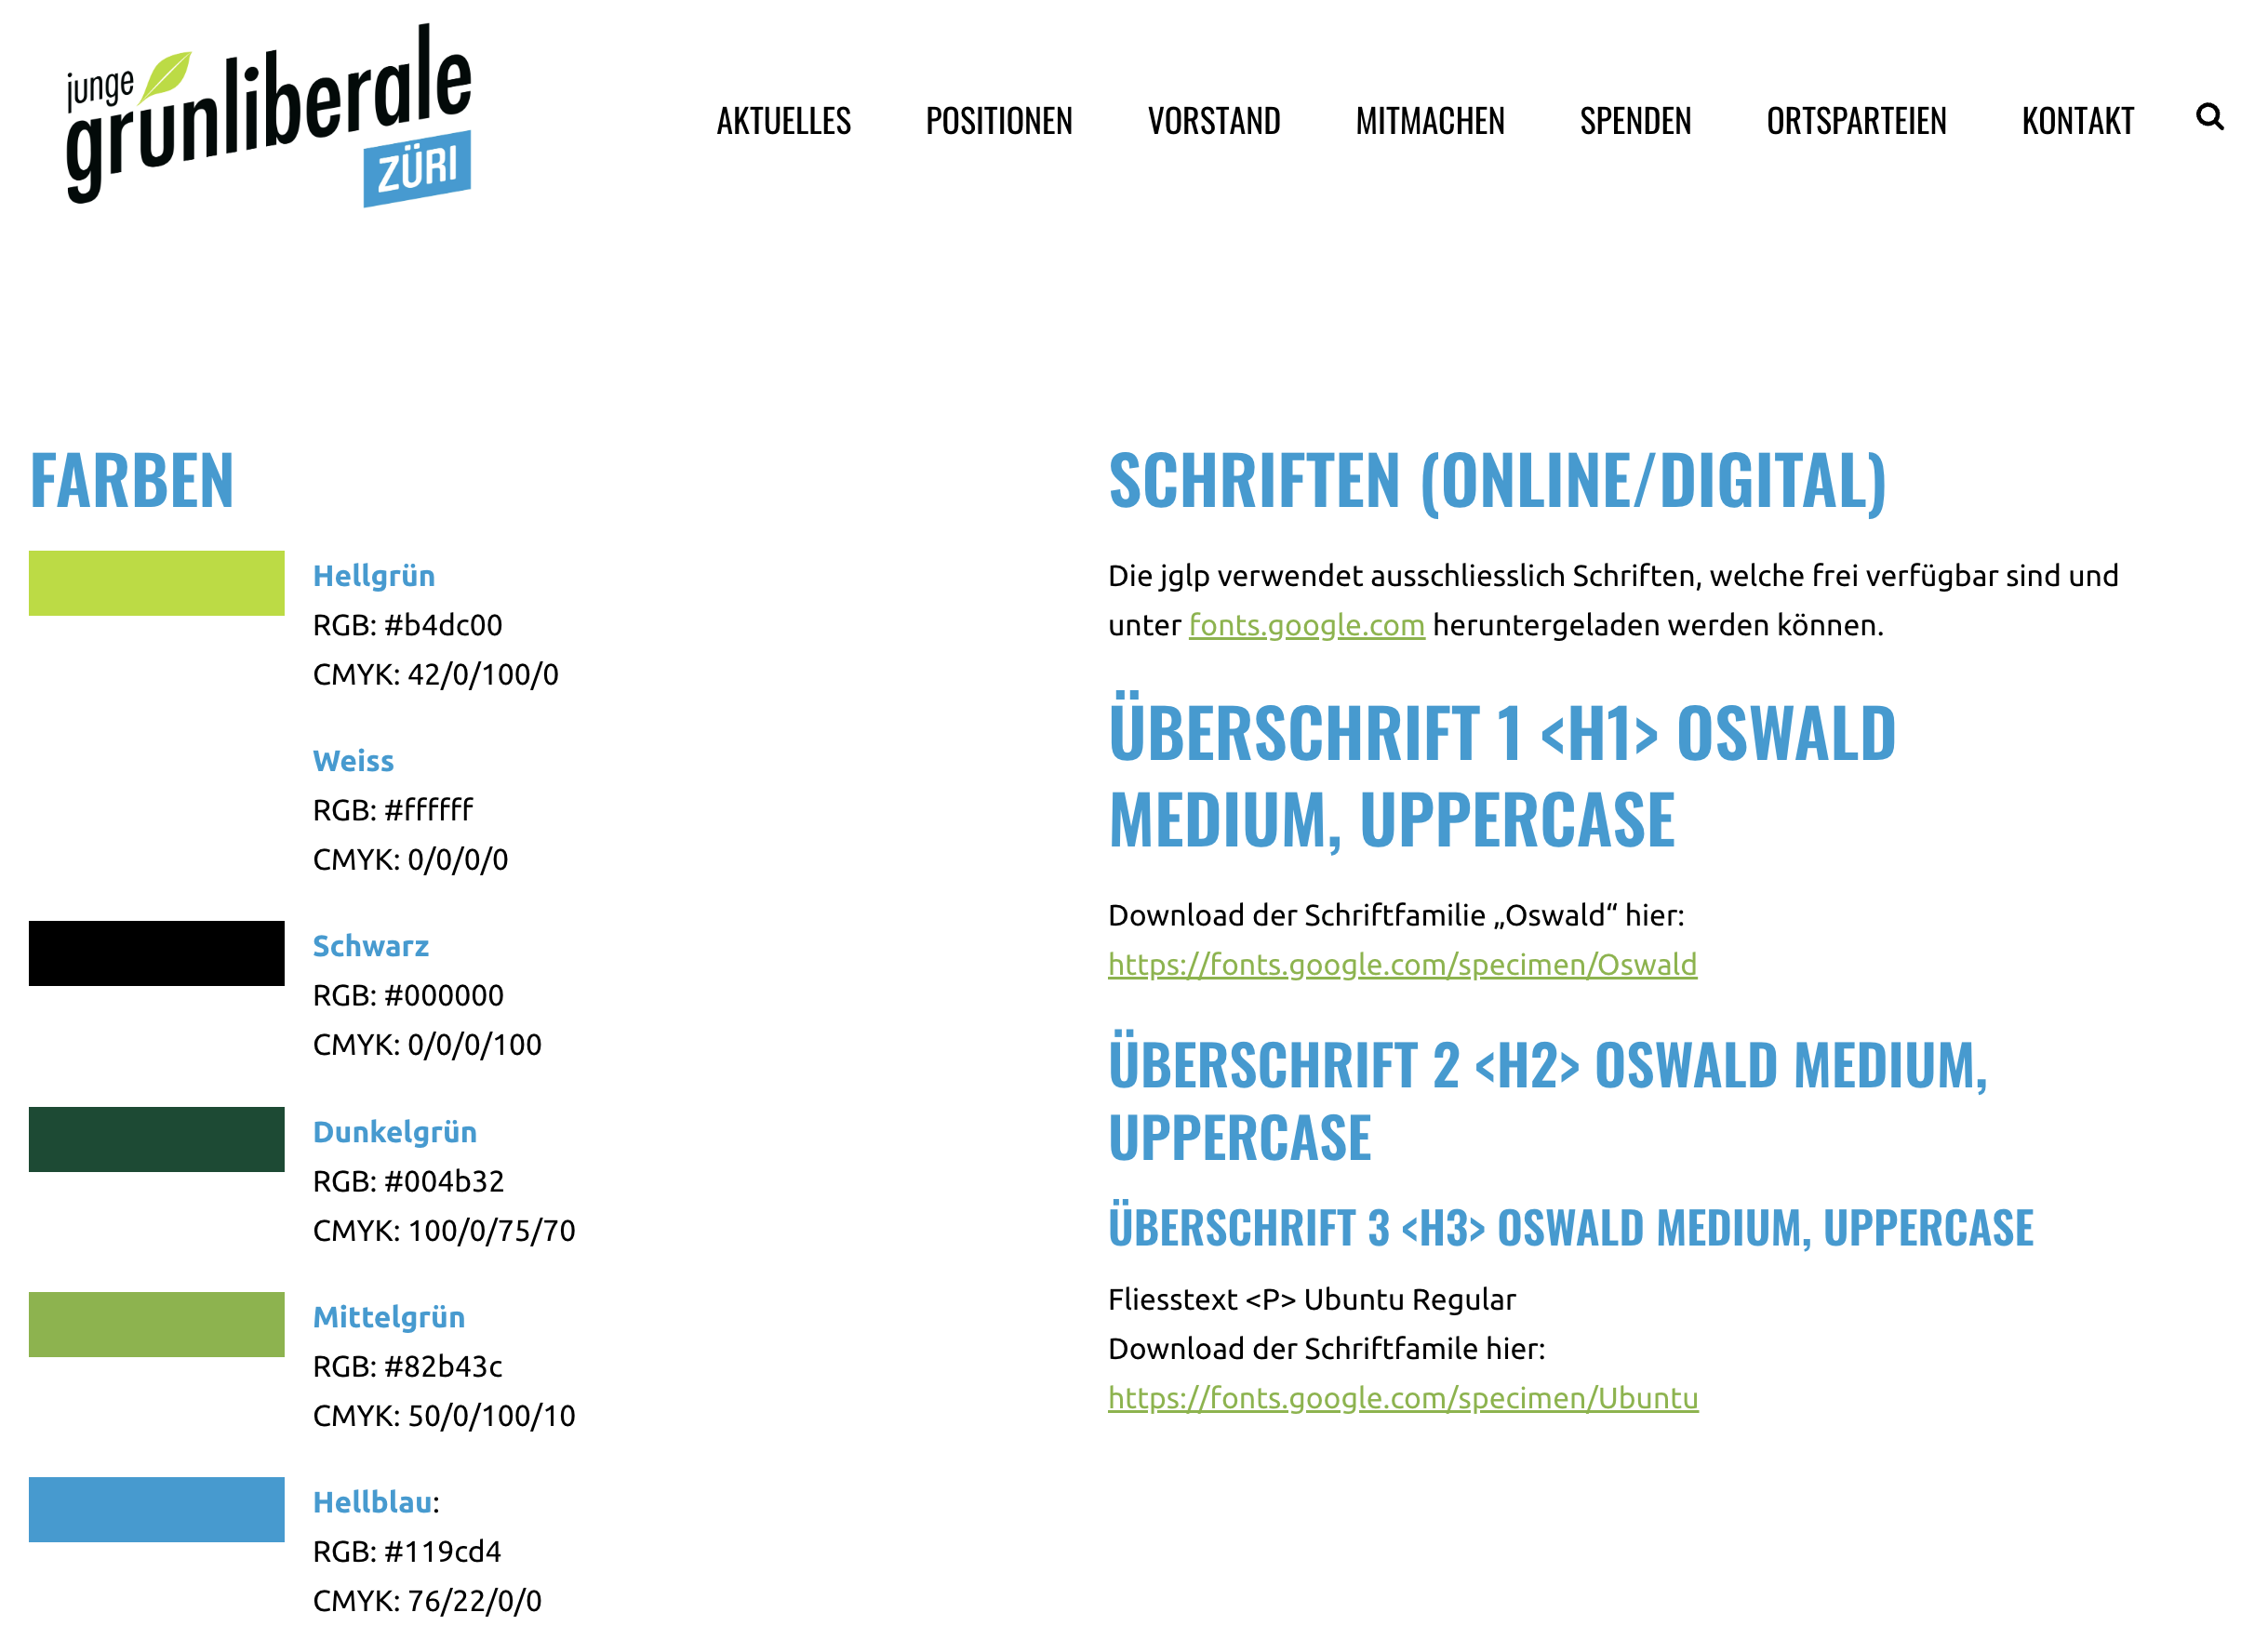 junge
grünliberale
ZÜRI
AKTUELLES
POSITIONEN
VORSTAND
MITMACHEN
SPENDEN
ORTSPARTEIEN
KONTAKT
FARBEN
Hellgrün
RGB: #b4dc00
CMYK: 42/0/100/0
Weiss
RGB: #ffffff
CMYK: 0/0/0/0
Schwarz
RGB: #000000
CMYK: 0/0/0/100
Dunkelgrün
RGB: #004b32
CMYK: 100/0/75/70
Mittelgrün
RGB: #82b43c
CMYK: 50/0/100/10
Hellblau:
RGB: #119cd4
CMYK: 76/22/0/0
SCHRIFTEN (ONLINE/DIGITAL)
Die jglp verwendet ausschliesslich Schriften, welche frei verfügbar sind und
unter fonts.google.com heruntergeladen werden können.
ÜBERSCHRIFT 1 <H1> OSWALD
MEDIUM, UPPERCASE
Download der Schriftfamilie „Oswald“ hier:
https://fonts.google.com/specimen/Oswald
ÜBERSCHRIFT 2 <H2> OSWALD MEDIUM,
UPPERCASE
ÜBERSCHRIFT 3 <H3> OSWALD MEDIUM, UPPERCASE
Fliesstext <P> Ubuntu Regular
Download der Schriftfamile hier:
https://fonts.google.com/specimen/Ubuntu